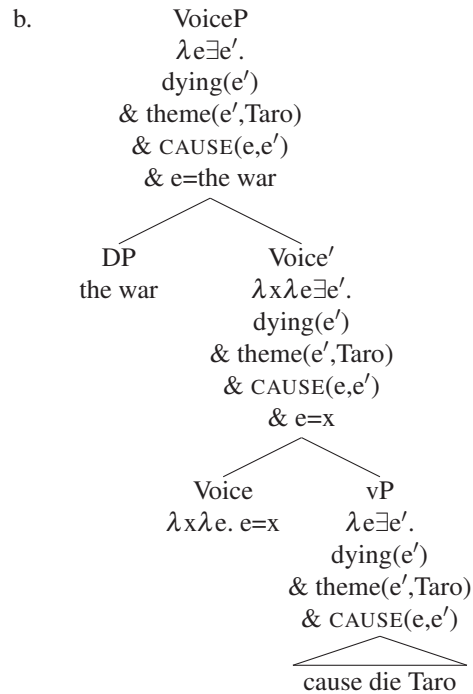 b.
VoiceP
λe∃e′.
dying(e′)
& theme(e′,Taro)
& CAUSE(e,e′)
& e=the war
DP
the war
Voice′
λxλe∃e′.
dying(e′)
& theme(e′,Taro)
& CAUSE(e,e′)
& e=x
Voice
λxλe. e=x
vP
λe∃e′.
dying(e′)
& theme(e′,Taro)
& CAUSE(e,e′)
cause die Taro